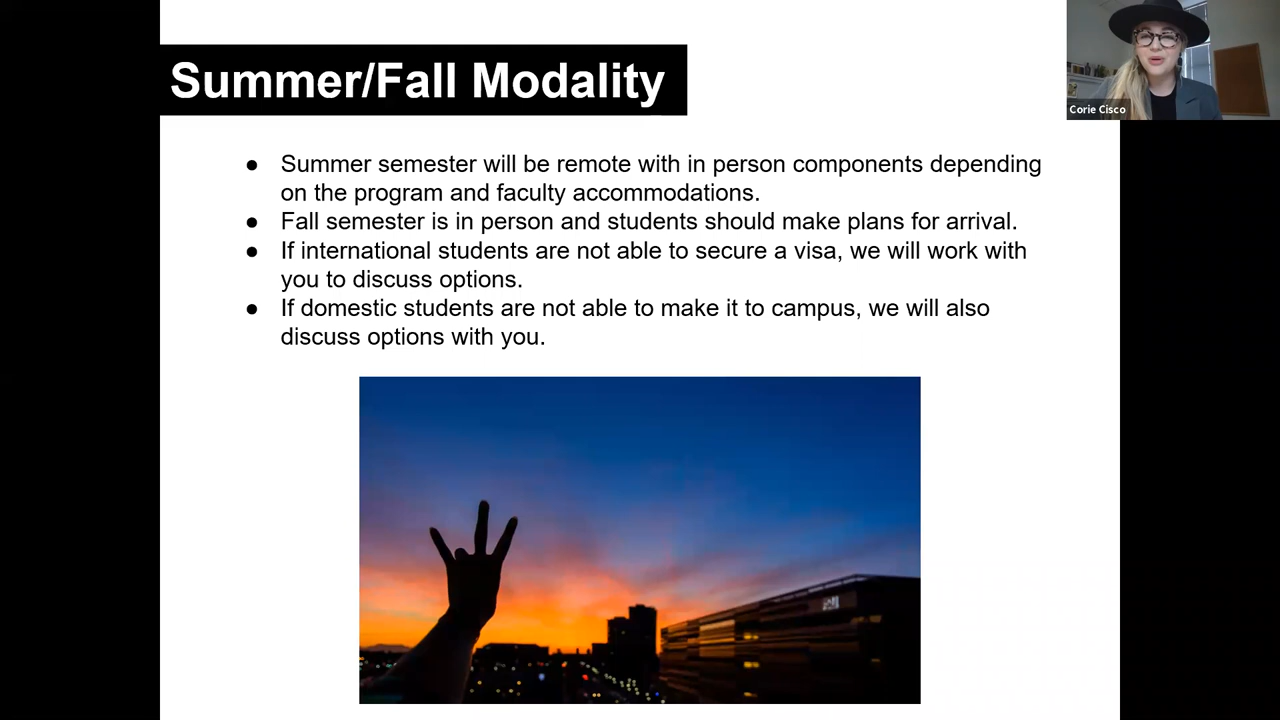 Summer/Fall Modality
Corie Cisco
● Summer semester will be remote with in person components depending
on the program and faculty accommodations.
● Fall semester is in person and students should make plans for arrival.
● If international students are not able to secure a visa, we will work with
you to discuss options.
● If domestic students are not able to make it to campus, we will also
discuss options with you.